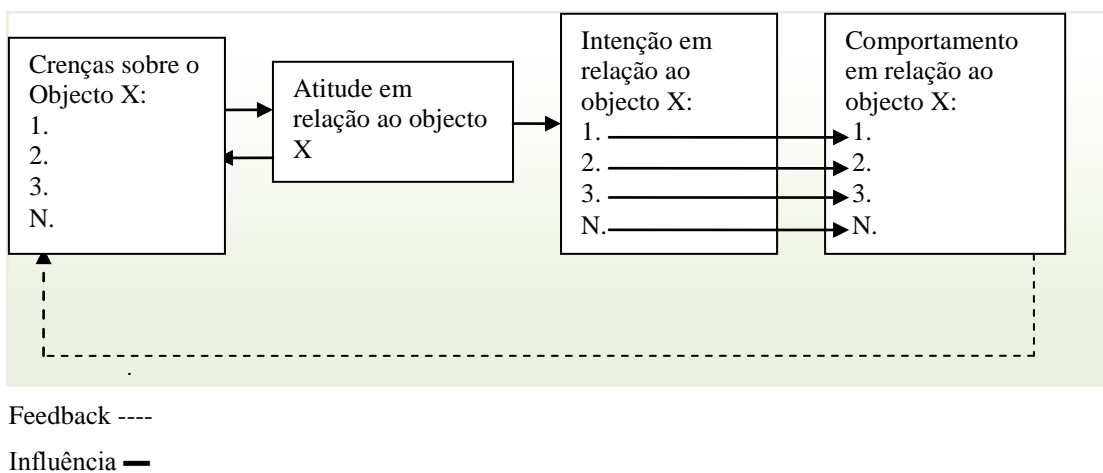 Crenças sobre o
Objecto X:
1.
2.
3.
N.
Atitude em
relação ao objecto
X
Intenção em
relação ao
objecto X:
1.
2.
3.
N.
Comportamento
em relação ao
objecto X:
1.
2.
3.
N.
Feedback ----
Influência